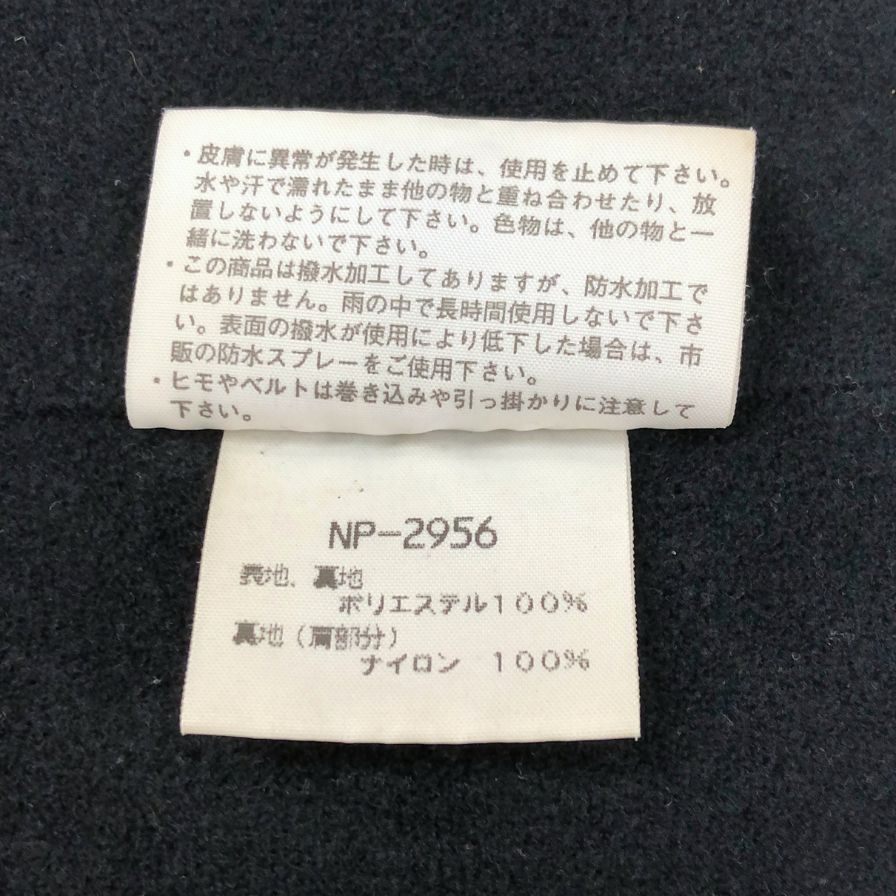 ・皮膚に異常が発生した時は、使用を止めて下さい。
水や汗で濡れたまま他の物と重ね合わせたり、放
置しないようにして下さい。色物は、他の物と一
緒に洗わないで下さい。
・この商品は撥水加工してありますが、防水加工で
はありません。雨の中で長時間使用しないで下さ
い。表面の撥水が使用により低下した場合は、市
販の防水スプレーをご使用下さい。
・ヒモやベルトは巻き込みや引っ掛かりに注意して
下さい。
NP-2956
表地、裏地
ポリエステル100%
裏地(肩部分)
ナイロン 100%